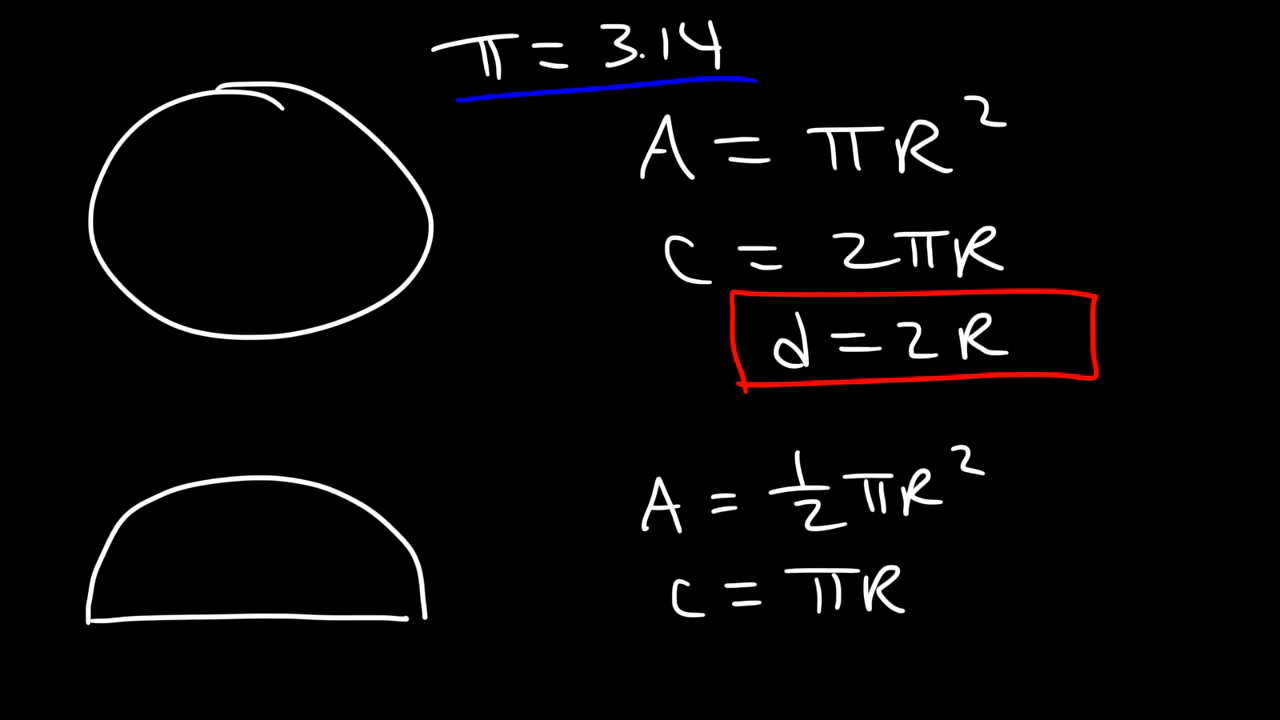 π = 3.14
A = πR²
C = 2πR
d = 2R
A = ½πR²
C = πR